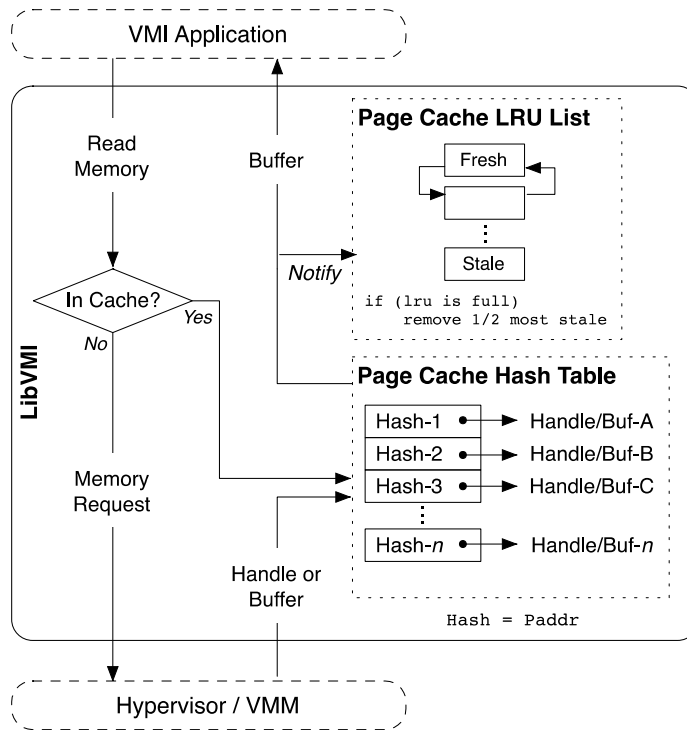 VMI Application
Read
Memory
Buffer
Page Cache LRU List
Fresh
Stale
Notify
if (lru is full)
remove 1/2 most stale
In Cache?
Yes
No
LibVMI
Page Cache Hash Table
Hash-1
Handle/Buf-A
Hash-2
Handle/Buf-B
Hash-3
Handle/Buf-C
Hash-n
Handle/Buf-n
Memory
Request
Handle or
Buffer
Hash = Paddr
Hypervisor / VMM